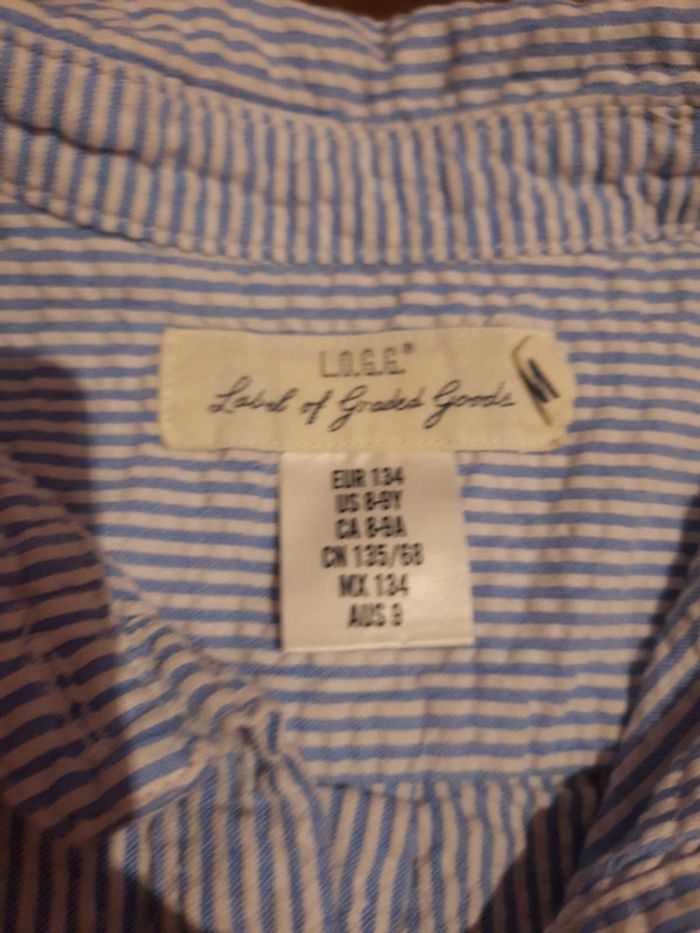 L.O.G.G.®
Label of Graded Goods
EUR 134
US 8-9Y
CA 8-9A
CN 135/68
MX 134
AUS 9